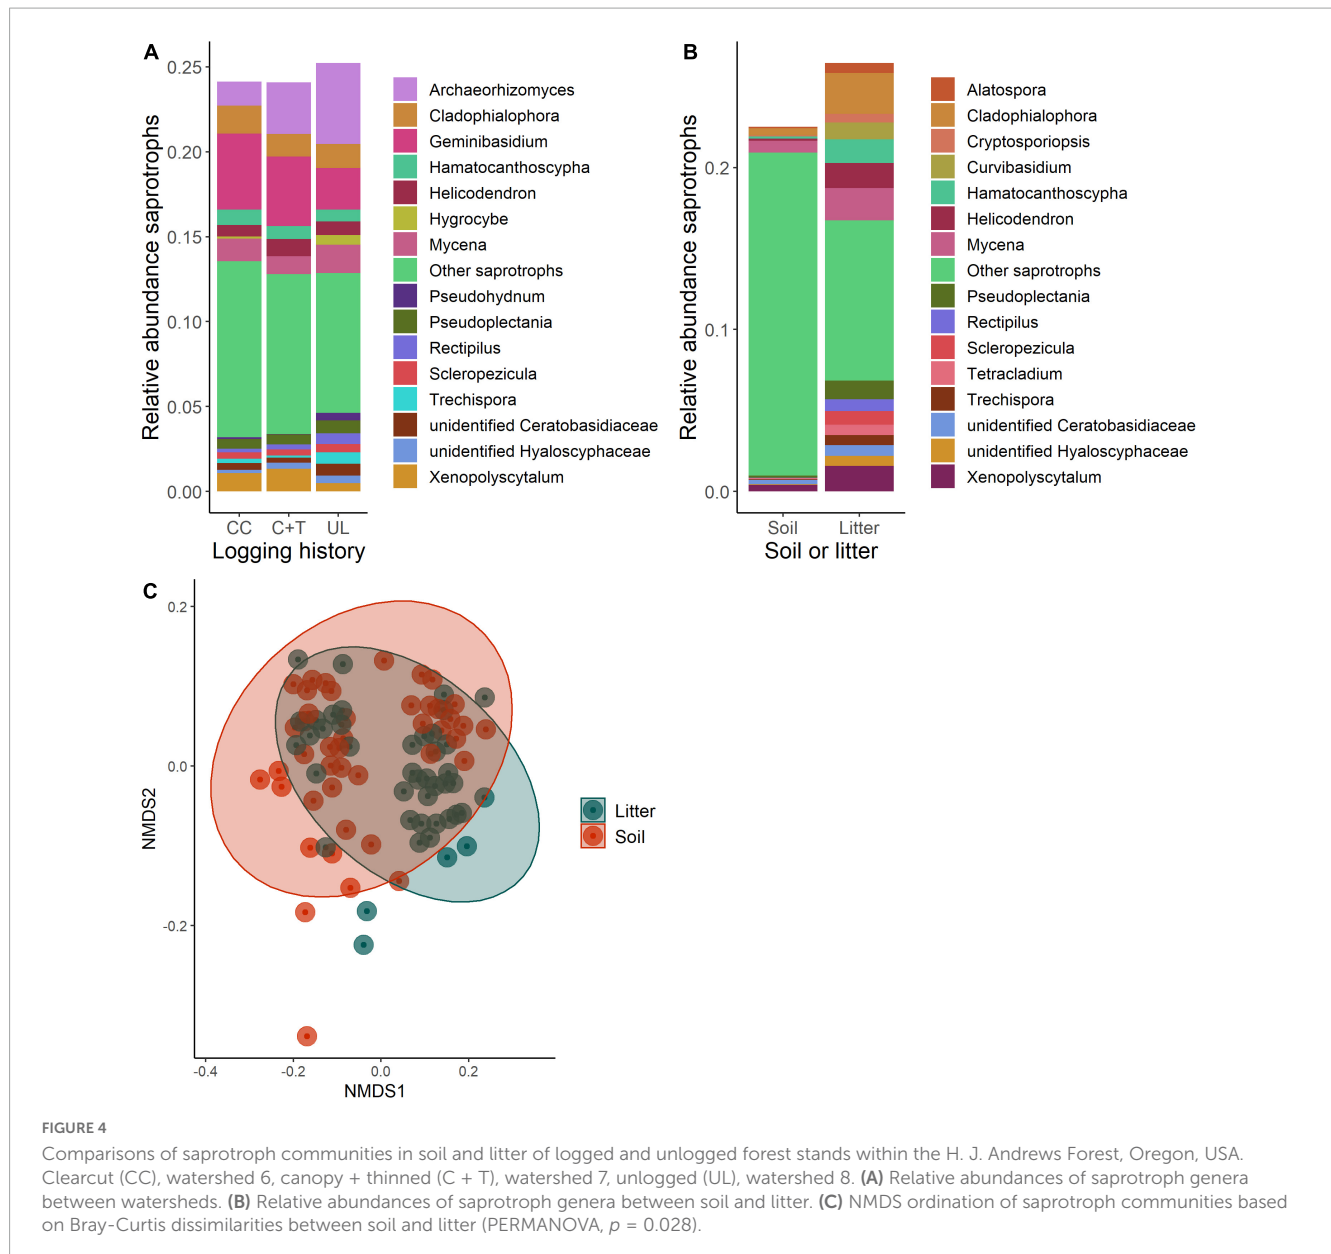 A
Relative abundance saprotrophs
0.25
0.20
0.15
0.10
0.05
0.00
CC C+T UL
Logging history
Archaeorhizomyces
Cladophialophora
Geminibasidium
Hamatocanthoscypha
Helicodendron
Hygrocybe
Mycena
Other saprotrophs
Pseudohydnum
Pseudoplectania
Rectipilus
Scleropezicula
Trechispora
unidentified Ceratobasidiaceae
unidentified Hyaloscyphaceae
Xenopolyscytalum
B
Relative abundance saprotrophs
0.2
0.1
0.0
Soil Litter
Soil or litter
Alatospora
Cladophialophora
Cryptosporiopsis
Curvibasidium
Hamatocanthoscypha
Helicodendron
Mycena
Other saprotrophs
Pseudoplectania
Rectipilus
Scleropezicula
Tetracladium
Trechispora
unidentified Ceratobasidiaceae
unidentified Hyaloscyphaceae
Xenopolyscytalum
C
NMDS2
0.2
0.0
-0.2
-0.4 -0.2 0.0 0.2
NMDS1
Litter
Soil
FIGURE 4
Comparisons of saprotroph communities in soil and litter of logged and unlogged forest stands within the H. J. Andrews Forest, Oregon, USA.
Clearcut (CC), watershed 6, canopy + thinned (C + T), watershed 7, unlogged (UL), watershed 8. (A) Relative abundances of saprotroph genera
between watersheds. (B) Relative abundances of saprotroph genera between soil and litter. (C) NMDS ordination of saprotroph communities based
on Bray-Curtis dissimilarities between soil and litter (PERMANOVA, p = 0.028).